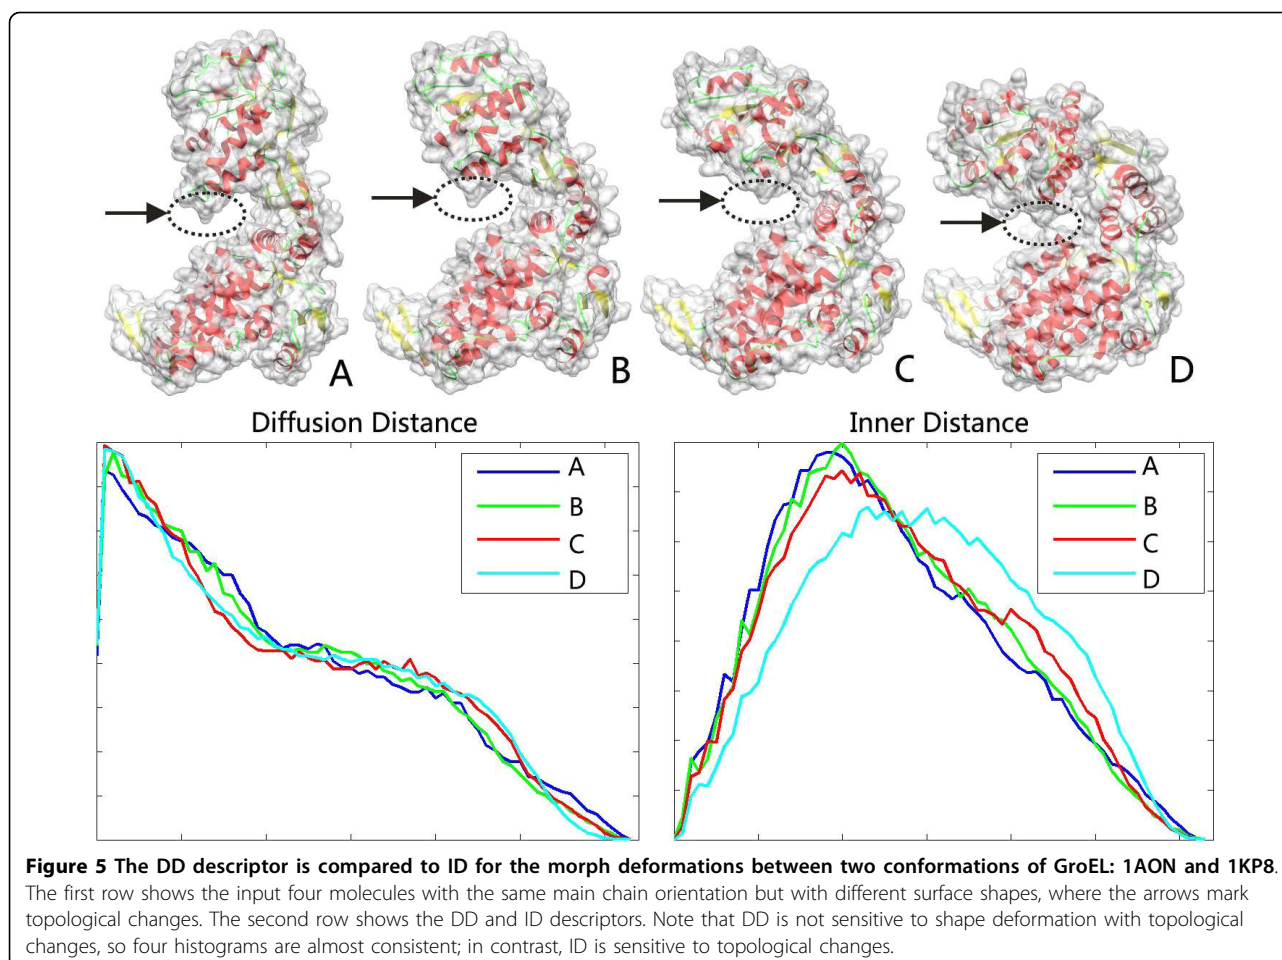 A
B
C
D
Diffusion Distance
A
B
C
D
Inner Distance
A
B
C
D
Figure 5 The DD descriptor is compared to ID for the morph deformations between two conformations of GroEL: 1AON and 1KP8.
The first row shows the input four molecules with the same main chain orientation but with different surface shapes, where the arrows mark
topological changes. The second row shows the DD and ID descriptors. Note that DD is not sensitive to shape deformation with topological
changes, so four histograms are almost consistent; in contrast, ID is sensitive to topological changes.